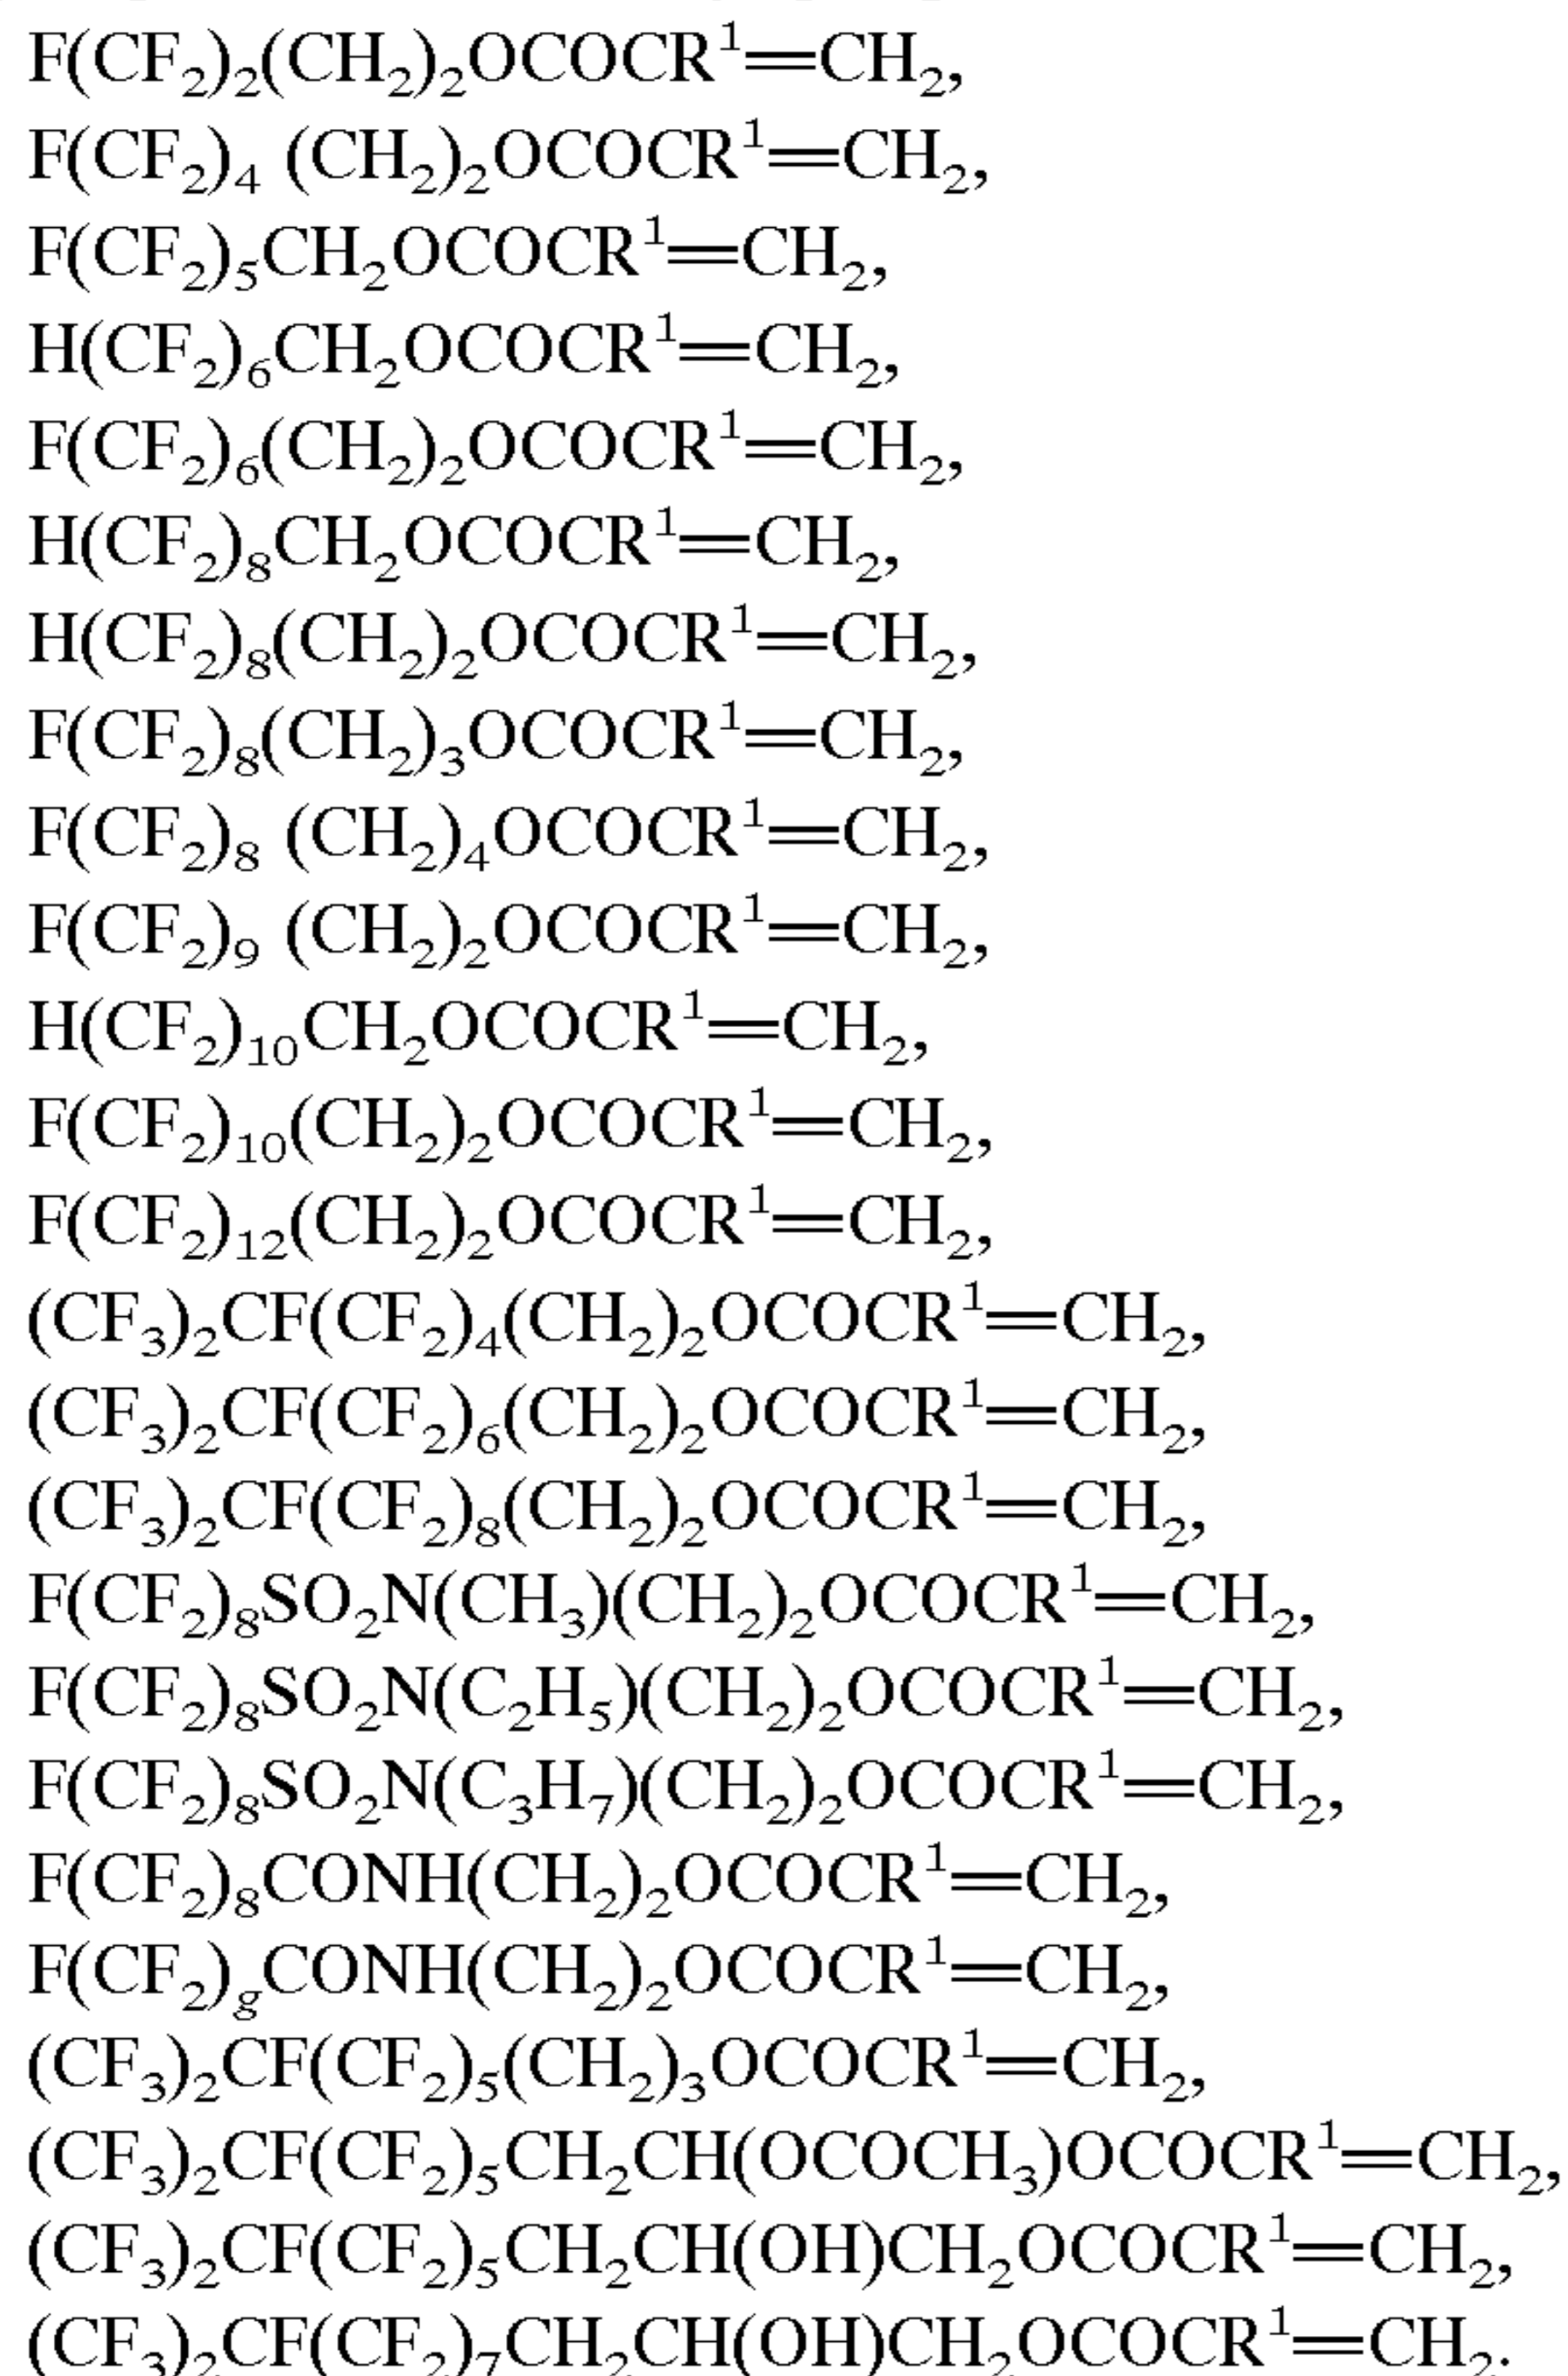 F(CF₂)₂(CH₂)₂OCOCR¹═CH₂,
F(CF₂)₄ (CH₂)₂OCOCR¹═CH₂,
F(CF₂)₅CH₂OCOCR¹═CH₂,
H(CF₂)₆CH₂OCOCR¹═CH₂,
F(CF₂)₆(CH₂)₂OCOCR¹═CH₂,
H(CF₂)₈CH₂OCOCR¹═CH₂,
H(CF₂)₈(CH₂)₂OCOCR¹═CH₂,
F(CF₂)₈(CH₂)₃OCOCR¹═CH₂,
F(CF₂)₈ (CH₂)₄OCOCR¹═CH₂,
F(CF₂)₉ (CH₂)₂OCOCR¹═CH₂,
H(CF₂)₁₀CH₂OCOCR¹═CH₂,
F(CF₂)₁₀(CH₂)₂OCOCR¹═CH₂,
F(CF₂)₁₂(CH₂)₂OCOCR¹═CH₂,
(CF₃)₂CF(CF₂)₄(CH₂)₂OCOCR¹═CH₂,
(CF₃)₂CF(CF₂)₆(CH₂)₂OCOCR¹═CH₂,
(CF₃)₂CF(CF₂)₈(CH₂)₂OCOCR¹═CH₂,
F(CF₂)₈SO₂N(CH₃)(CH₂)₂OCOCR¹═CH₂,
F(CF₂)₈SO₂N(C₂H₅)(CH₂)₂OCOCR¹═CH₂,
F(CF₂)₈SO₂N(C₃H₇)(CH₂)₂OCOCR¹═CH₂,
F(CF₂)₈CONH(CH₂)₂OCOCR¹═CH₂,
F(CF₂)gCONH(CH₂)₂OCOCR¹═CH₂,
(CF₃)₂CF(CF₂)₅(CH₂)₃OCOCR¹═CH₂,
(CF₃)₂CF(CF₂)₅CH₂CH(OCOCH₃)OCOCR¹═CH₂,
(CF₃)₂CF(CF₂)₅CH₂CH(OH)CH₂OCOCR¹═CH₂,
(CF₃)₂CF(CF₂)₇CH₂CH(OH)CH₂OCOCR¹═CH₂.